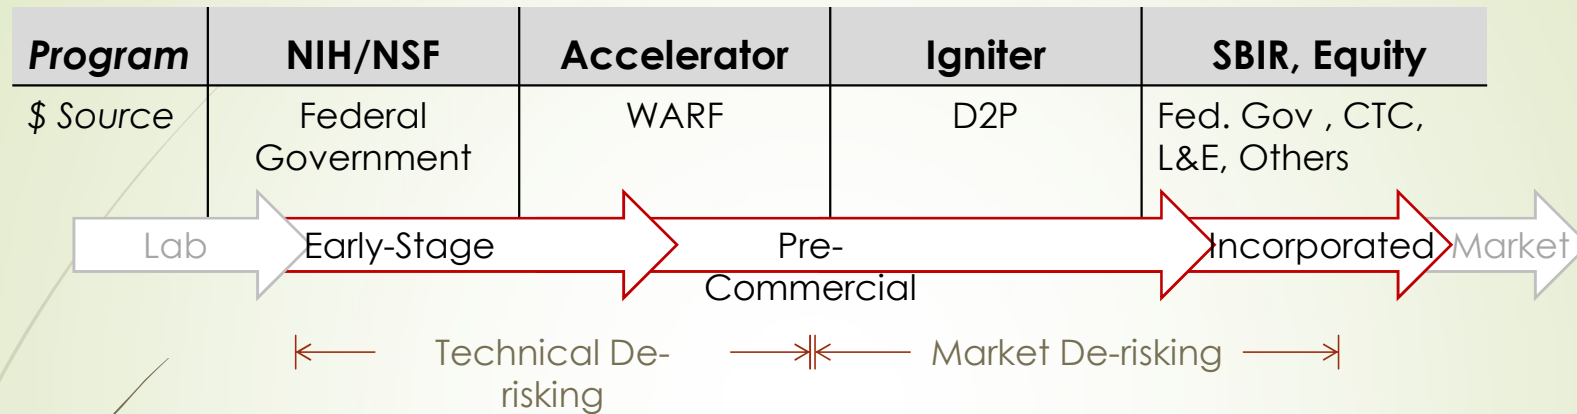 Program NIH/NSF Accelerator Igniter SBIR, Equity
$ Source Federal WARF D2P Fed. Gov , CTC,
Government L&E, Others
Lab Early-Stage Pre- Incorporated Market
Commercial
Technical De- Market De-risking
risking